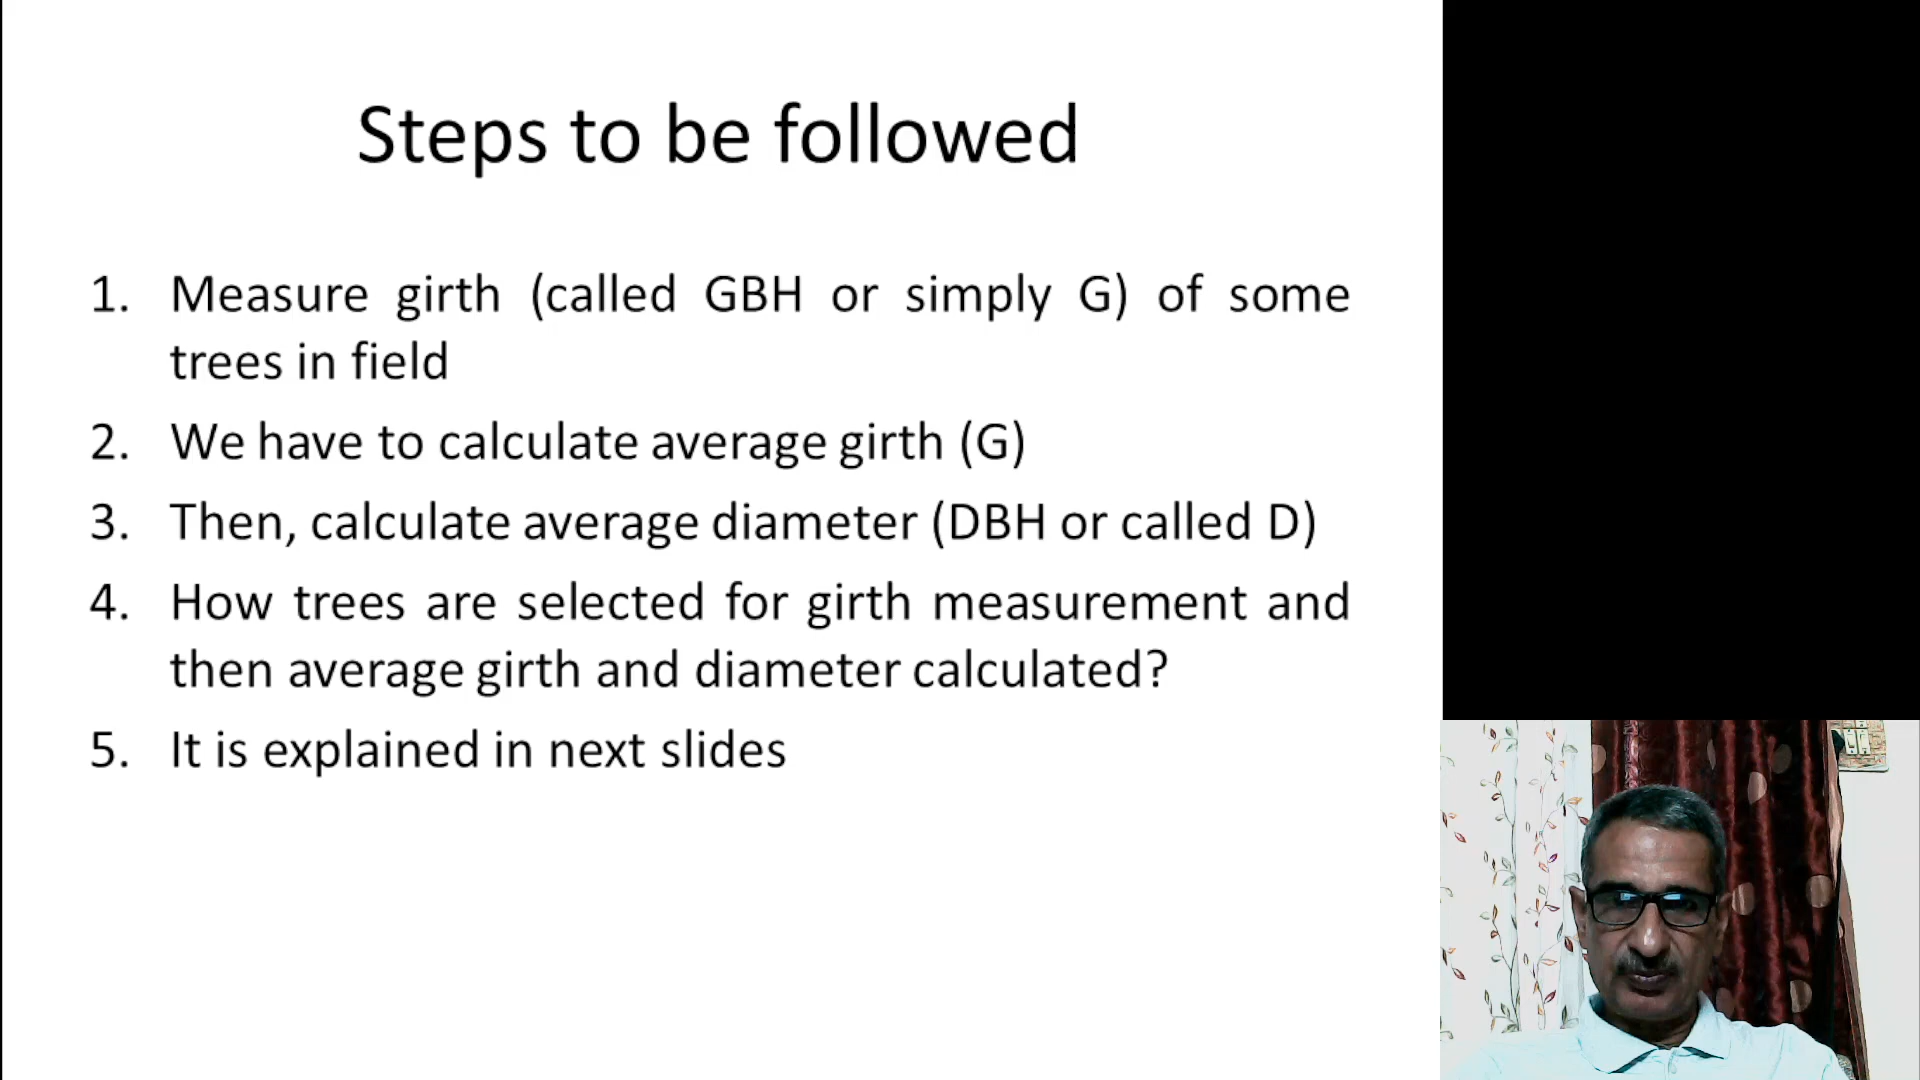 Steps to be followed
1. Measure girth (called GBH or simply G) of some
trees in field
2. We have to calculate average girth (G)
3. Then, calculate average diameter (DBH or called D)
4. How trees are selected for girth measurement and
then average girth and diameter calculated?
5. It is explained in next slides